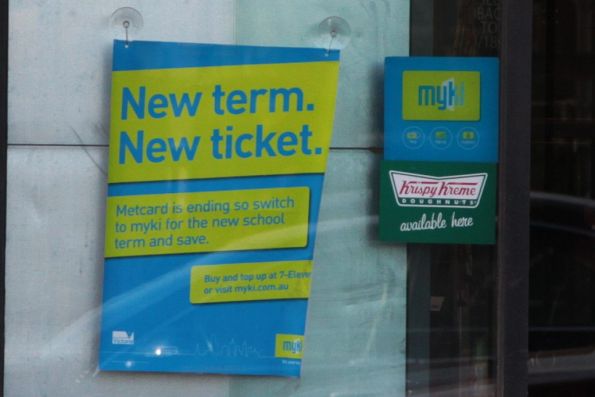 New term.
New ticket.
Metcard is ending so switch
to myki for the new school
term and save.
Buy and top up at 7-Eleve
or visit myki.com.au
myki
myki
Krispy Kreme
DOUGHNUTS
available here